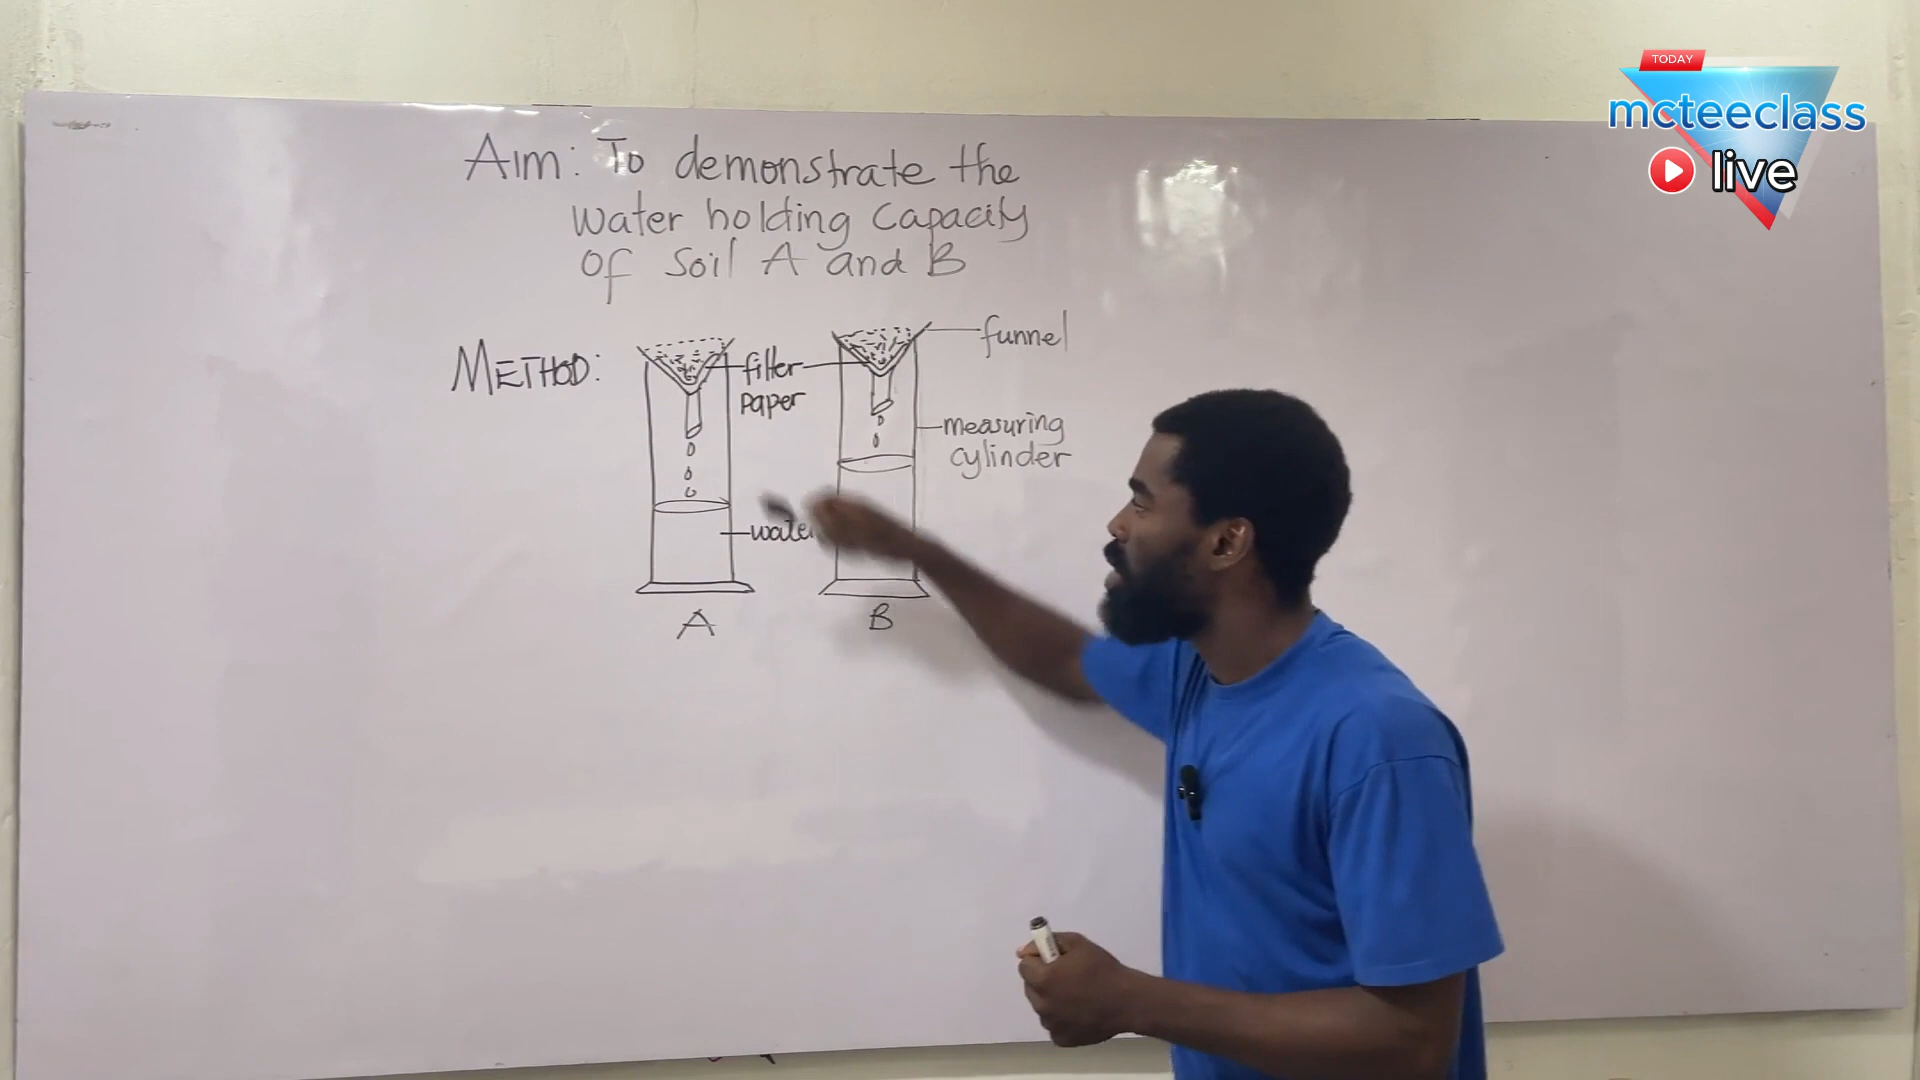 TODAY
mcteeclass
live
Aim: To demonstrate the
water holding capacity
of Soil A and B
METHOD:
filter
paper
funnel
measuring
cylinder
water
A
B